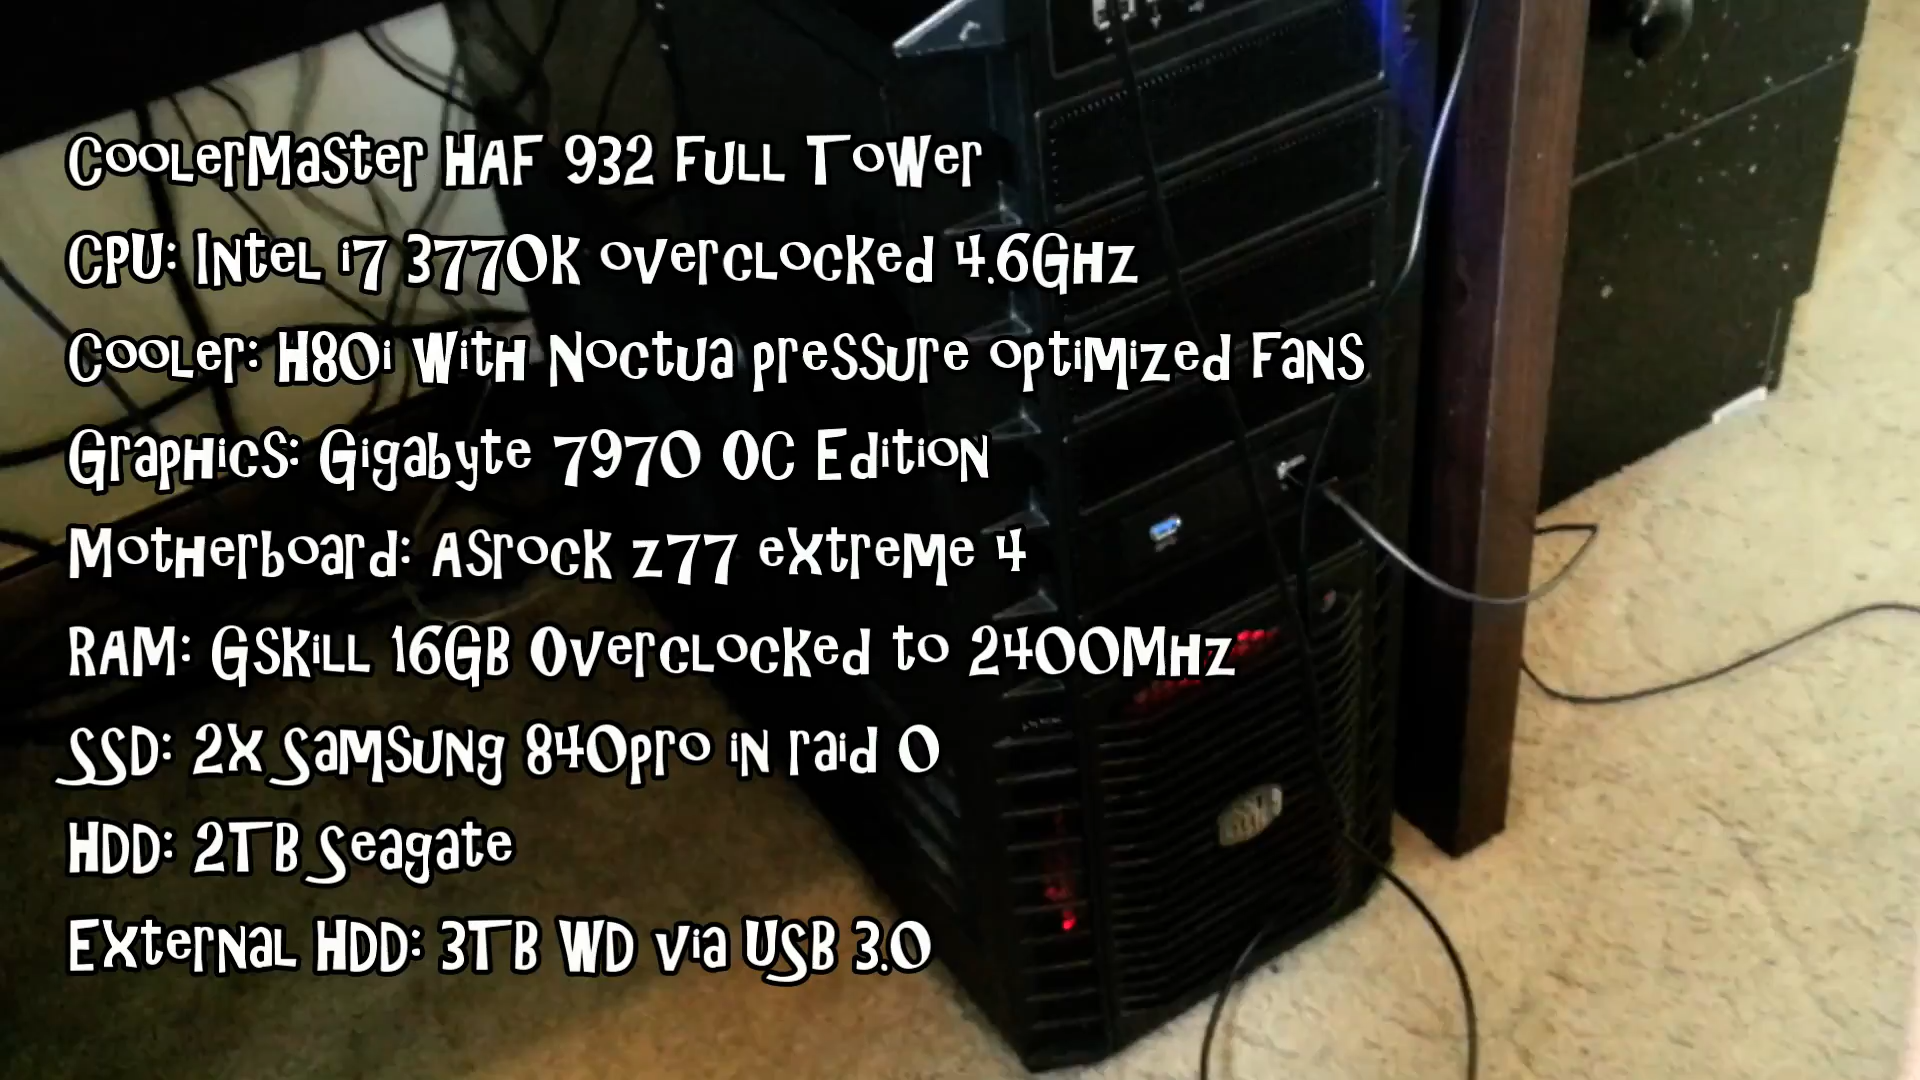 CoolerMaster HAF 932 Full Tower
CPU: Intel i7 3770K overclocked 4.6GHz
Cooler: H80i with Noctua pressure optimized fans
Graphics: Gigabyte 7970 OC Edition
Motherboard: Asrock z77 extreme 4
RAM: GSkill 16GB Overclocked to 2400MHz
SSD: 2x Samsung 840pro in raid 0
HDD: 2TB Seagate
External HDD: 3TB WD via USB 3.0